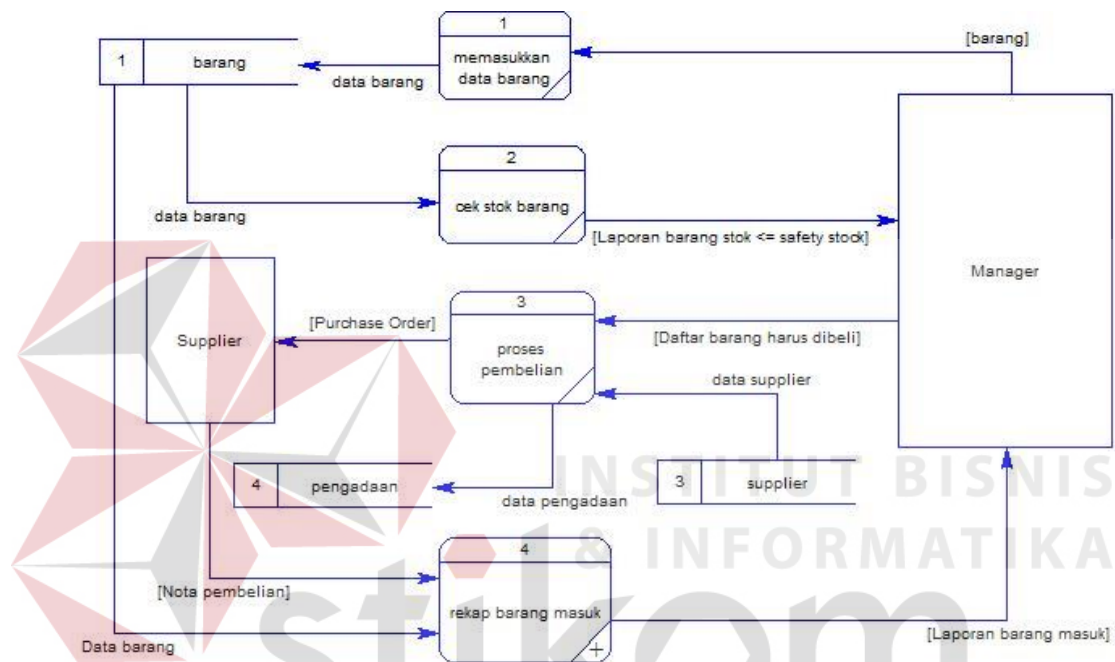 1
[barang]
1
barang
memasukkan
data barang
data barang
2
cek stok barang
data barang
[Laporan barang stok <= safety stock]
Manager
3
[Purchase Order]
Supplier
[Daftar barang harus dibeli]
proses
pembelian
data supplier
4
pengadaan
3
supplier
data pengadaan
INSTITUT BISNIS
& INFORMATIKA
4
[Nota pembelian]
rekap barang masuk
stikom
[Laporan barang masuk]
Data barang
+